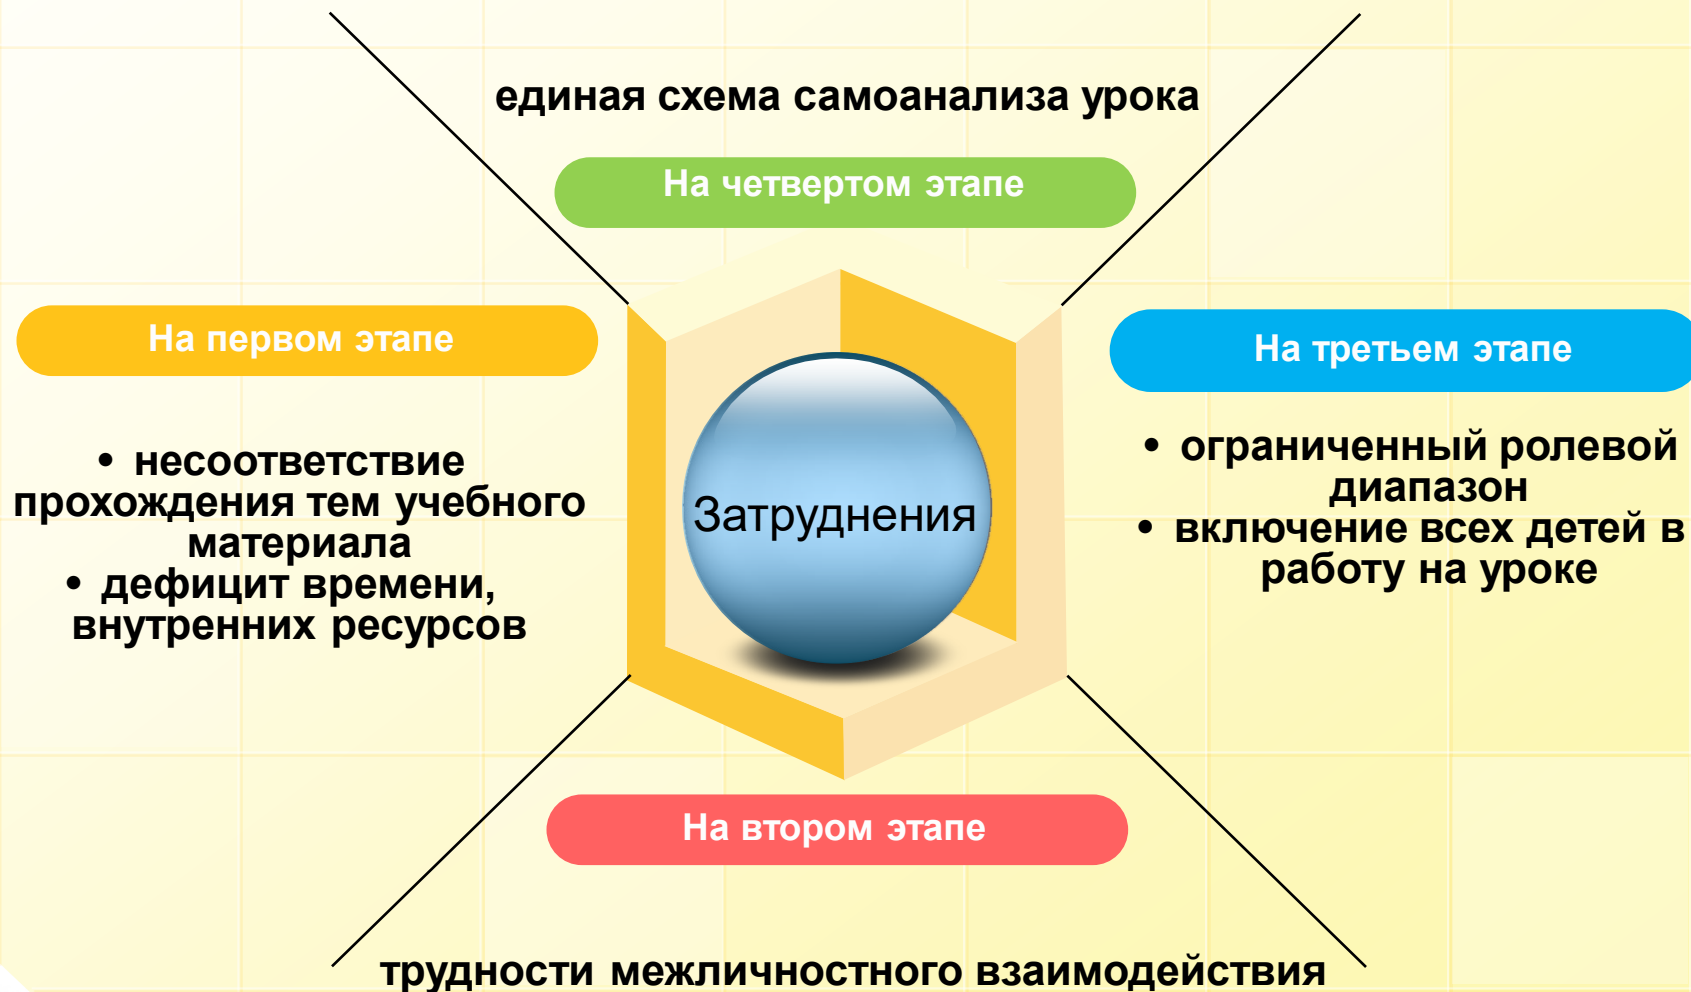 единая схема самоанализа урока
На четвертом этапе
На первом этапе
• несоответствие
прохождения тем учебного
материала
• дефицит времени,
внутренних ресурсов
Затруднения
На третьем этапе
• ограниченный ролевой
диапазон
• включение всех детей в
работу на уроке
На втором этапе
трудности межличностного взаимодействия